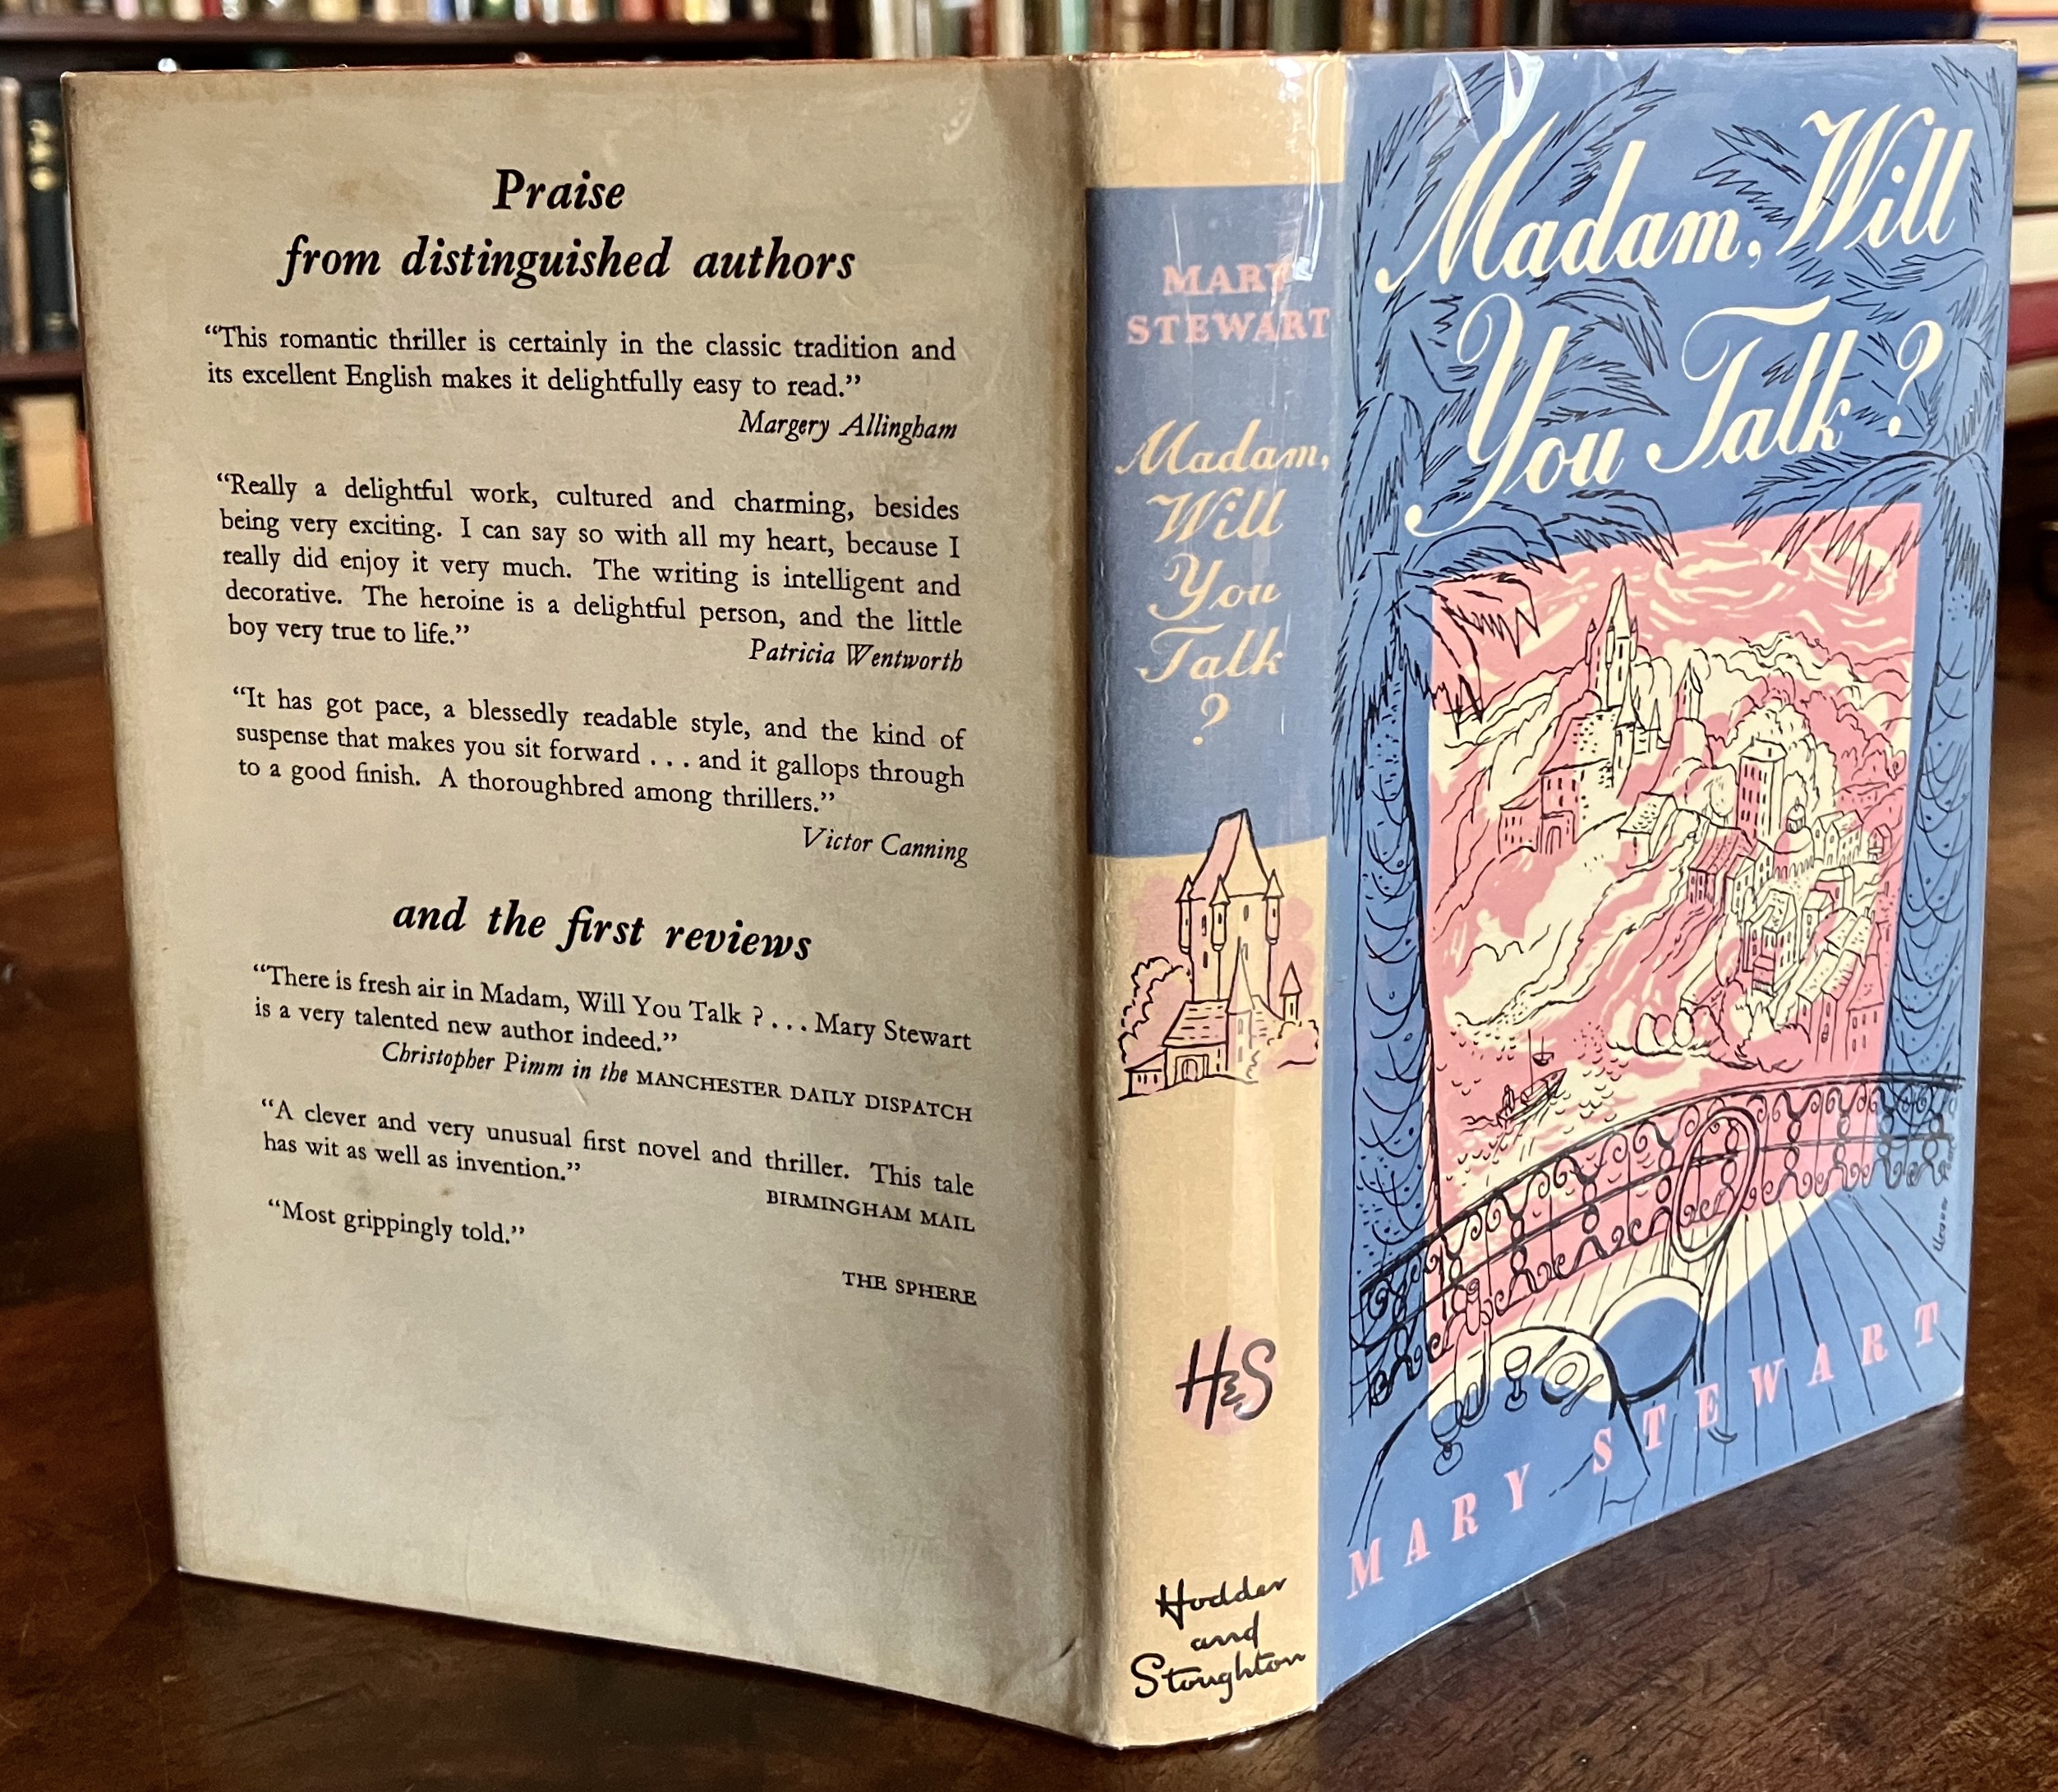 Praise
from distinguished authors
“This romantic thriller is certainly in the classic tradition and
its excellent English makes it delightfully easy to read.”
Margery Allingham
“Really a delightful work, cultured and charming, besides
being very exciting. I can say so with all my heart, because I
really did enjoy it very much. The writing is intelligent and
decorative. The heroine is a delightful person, and the little
boy very true to life.”
Patricia Wentworth
“It has got pace, a blessedly readable style, and the kind of
suspense that makes you sit forward . . . and it gallops through
to a good finish. A thoroughbred among thrillers.”
Victor Canning
and the first reviews
“There is fresh air in Madam, Will You Talk ? . . . Mary Stewart
is a very talented new author indeed.”
Christopher Pimm in the MANCHESTER DAILY DISPATCH
“A clever and very unusual first novel and thriller. This tale
has wit as well as invention.”
BIRMINGHAM MAIL
“Most grippingly told.”
THE SPHERE
MARY
STEWART
Madam,
Will
You
Talk
?
H&S
Hodder
and
Stoughton
Madam, Will
You Talk ?
MARY STEWART